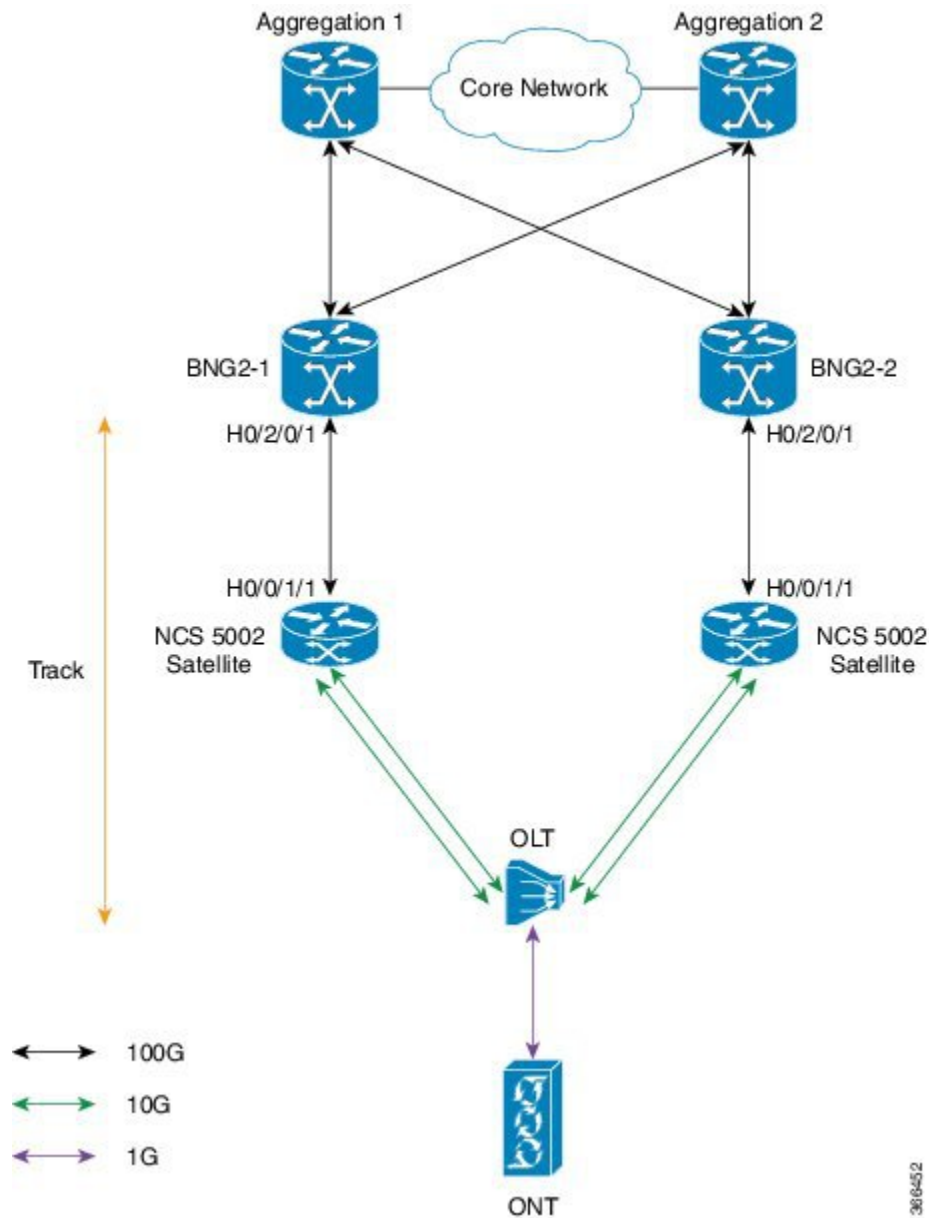 Aggregation 1
Aggregation 2
Core Network
BNG2-1
BNG2-2
H0/2/0/1
H0/2/0/1
H0/0/1/1
H0/0/1/1
NCS 5002
Satellite
NCS 5002
Satellite
Track
OLT
100G
10G
1G
ONT
366452